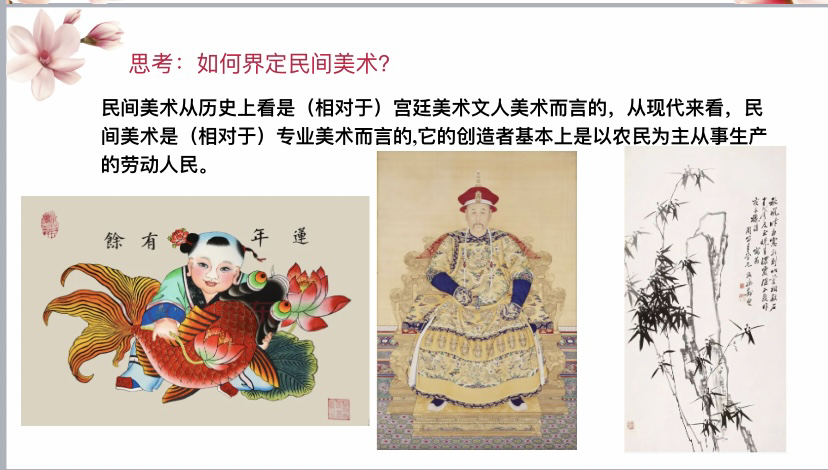 思考：如何界定民间美术？
民间美术从历史上看是（相对于）宫廷美术文人美术而言的，从现代来看，民
间美术是（相对于）专业美术而言的,它的创造者基本上是以农民为主从事生产
的劳动人民。
蓮年有餘